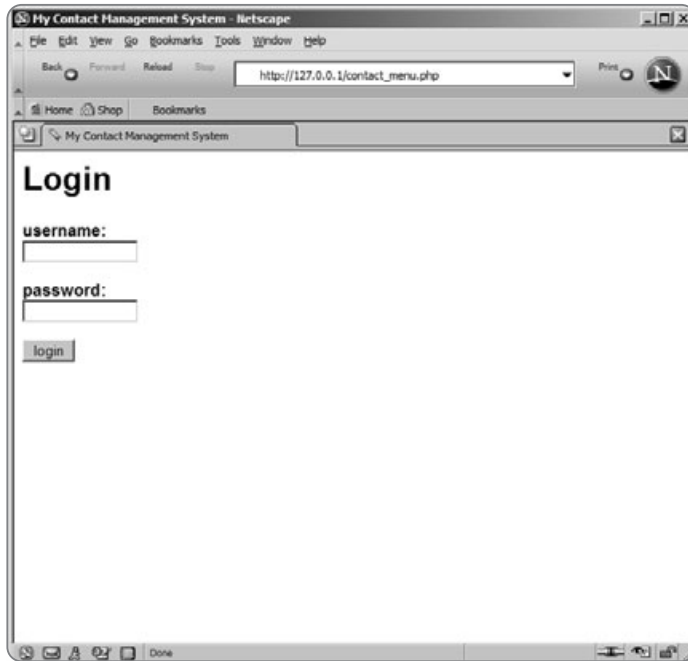 My Contact Management System - Netscape
File Edit View Go Bookmarks Tools Window Help
Back Forward Reload Stop http://127.0.0.1/contact_menu.php Print N
Home Shop Bookmarks
My Contact Management System
Login
username:
password:
login
Done